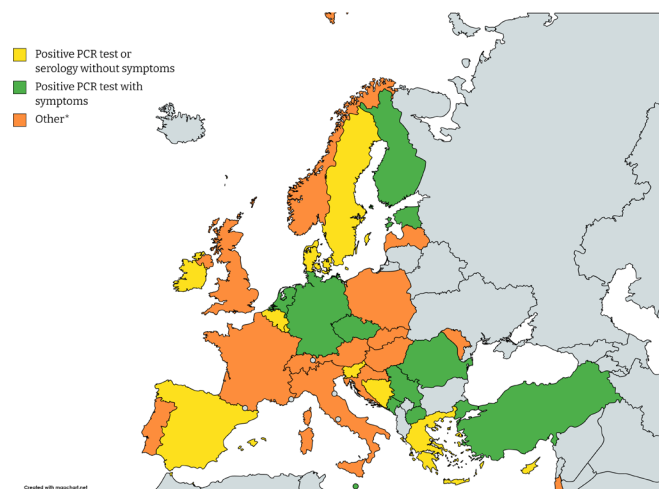 Positive PCR test or
serology without symptoms
Positive PCR test with
symptoms
Other*
Created with mapchart.net